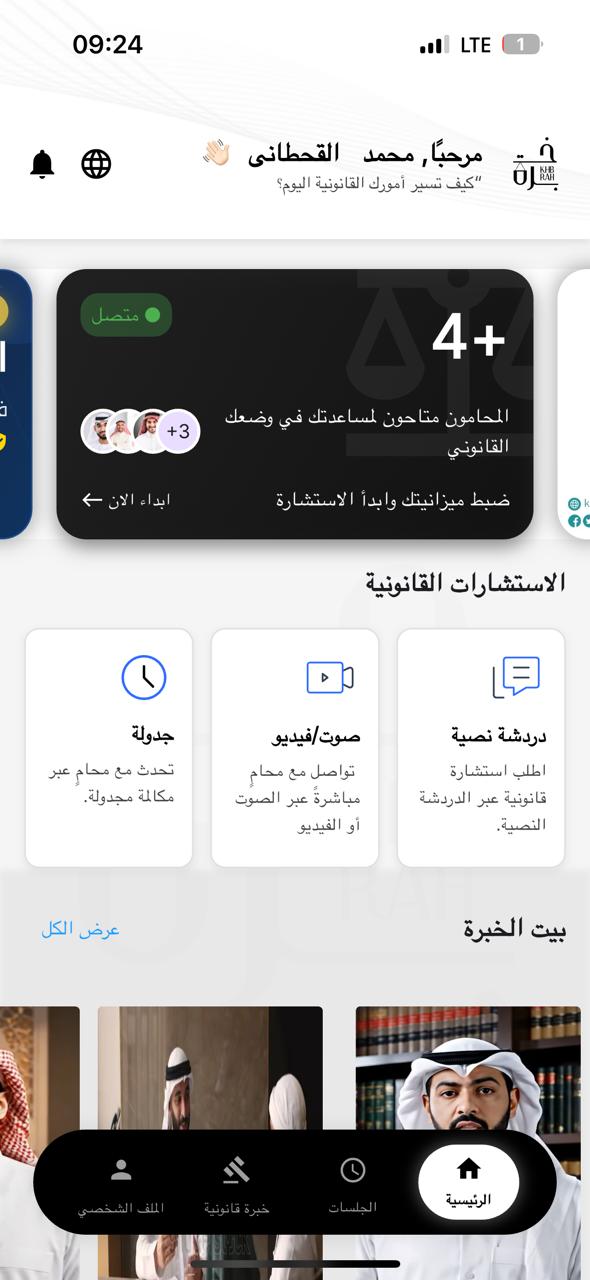 09:24
LTE
1
خبرة
KHB
RAH
مرحبًا, محمد القحطانى 👋🏻
“كيف تسير أمورك القانونية اليوم؟
متصل
4+
+3
المحامون متاحون لمساعدتك في وضعك
القانوني
ضبط ميزانيتك وابدأ الاستشارة
ابداء الان ←
الاستشارات القانونية
دردشة نصية
اطلب استشارة
قانونية عبر الدردشة
النصية.
صوت/فيديو
تواصل مع محامٍ
مباشرةً عبر الصوت
أو الفيديو
جدولة
تحدث مع محامٍ عبر
مكالمة مجدولة.
بيت الخبرة
عرض الكل
الرئيسية
الجلسات
خبرة قانونية
الملف الشخصي